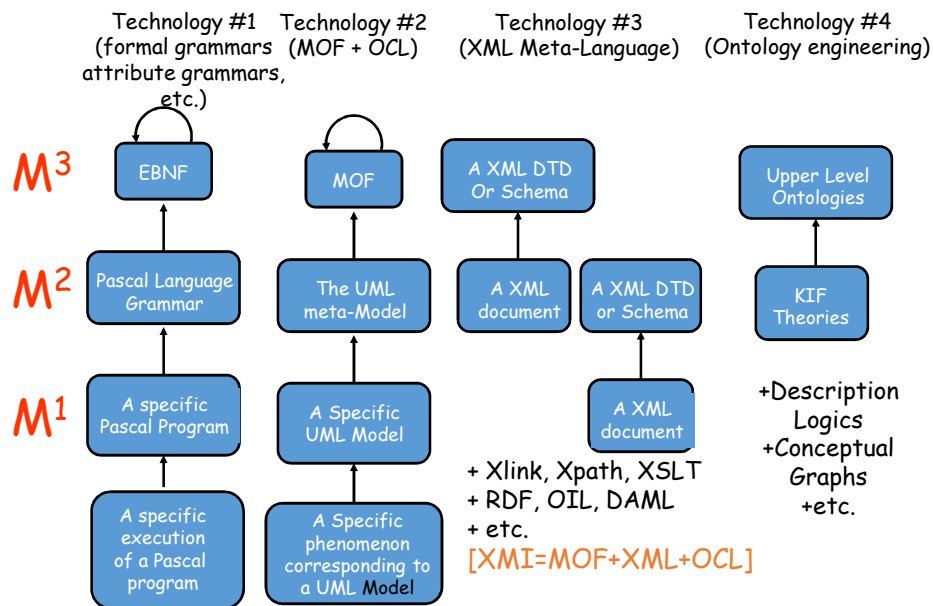 Technology #1
(formal grammars
attribute grammars,
etc.)
Technology #2
(MOF + OCL)
Technology #3
(XML Meta-Language)
Technology #4
(Ontology engineering)
M3
EBNF
MOF
A XML DTD
Or Schema
Upper Level
Ontologies
M2
Pascal Language
Grammar
The UML
meta-Model
A XML
document
A XML DTD
or Schema
KIF
Theories
M1
A specific
Pascal Program
A Specific
UML Model
A XML
document
+Description
Logics
+Conceptual
Graphs
+etc.
A specific
execution
of a Pascal
program
A Specific
phenomenon
corresponding to
a UML Model
+ Xlink, Xpath, XSLT
+ RDF, OIL, DAML
+ etc.
[XMI=MOF+XML+OCL]